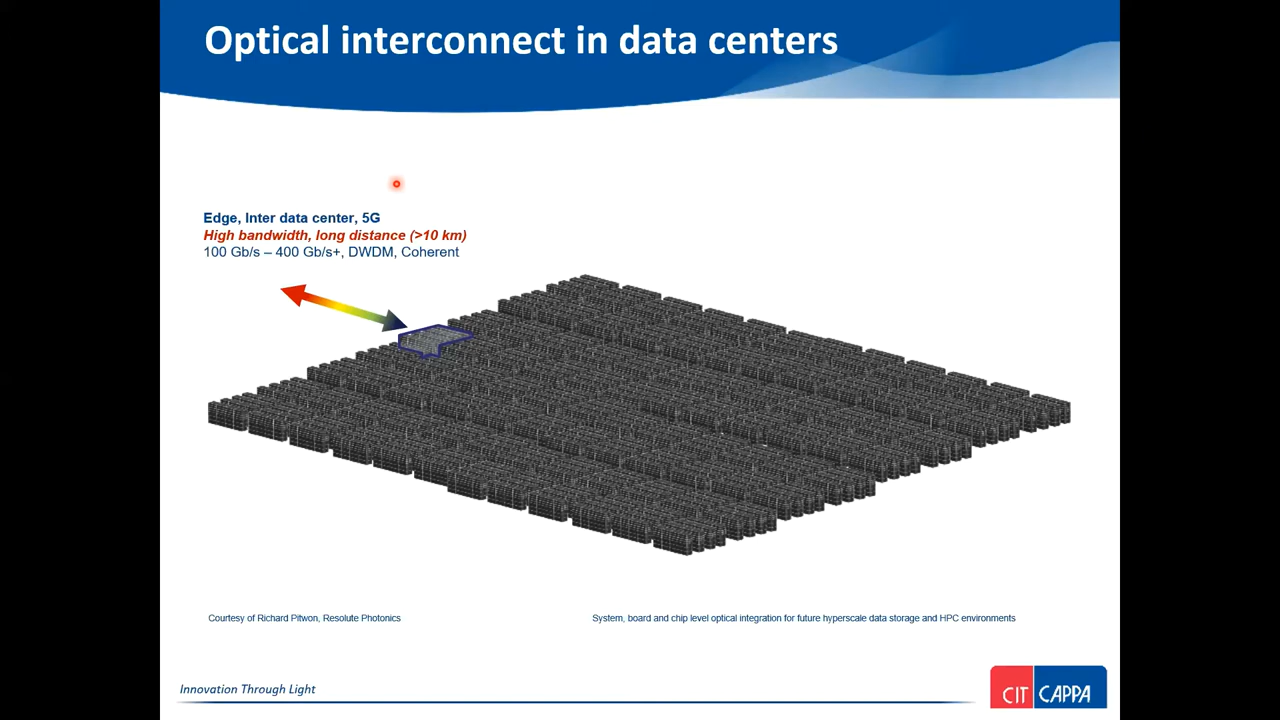 Optical interconnect in data centers
Edge, Inter data center, 5G
High bandwidth, long distance (>10 km)
100 Gb/s – 400 Gb/s+, DWDM, Coherent
Courtesy of Richard Pitwon, Resolute Photonics
System, board and chip level optical integration for future hyperscale data storage and HPC environments
Innovation Through Light
CIT CAPPA